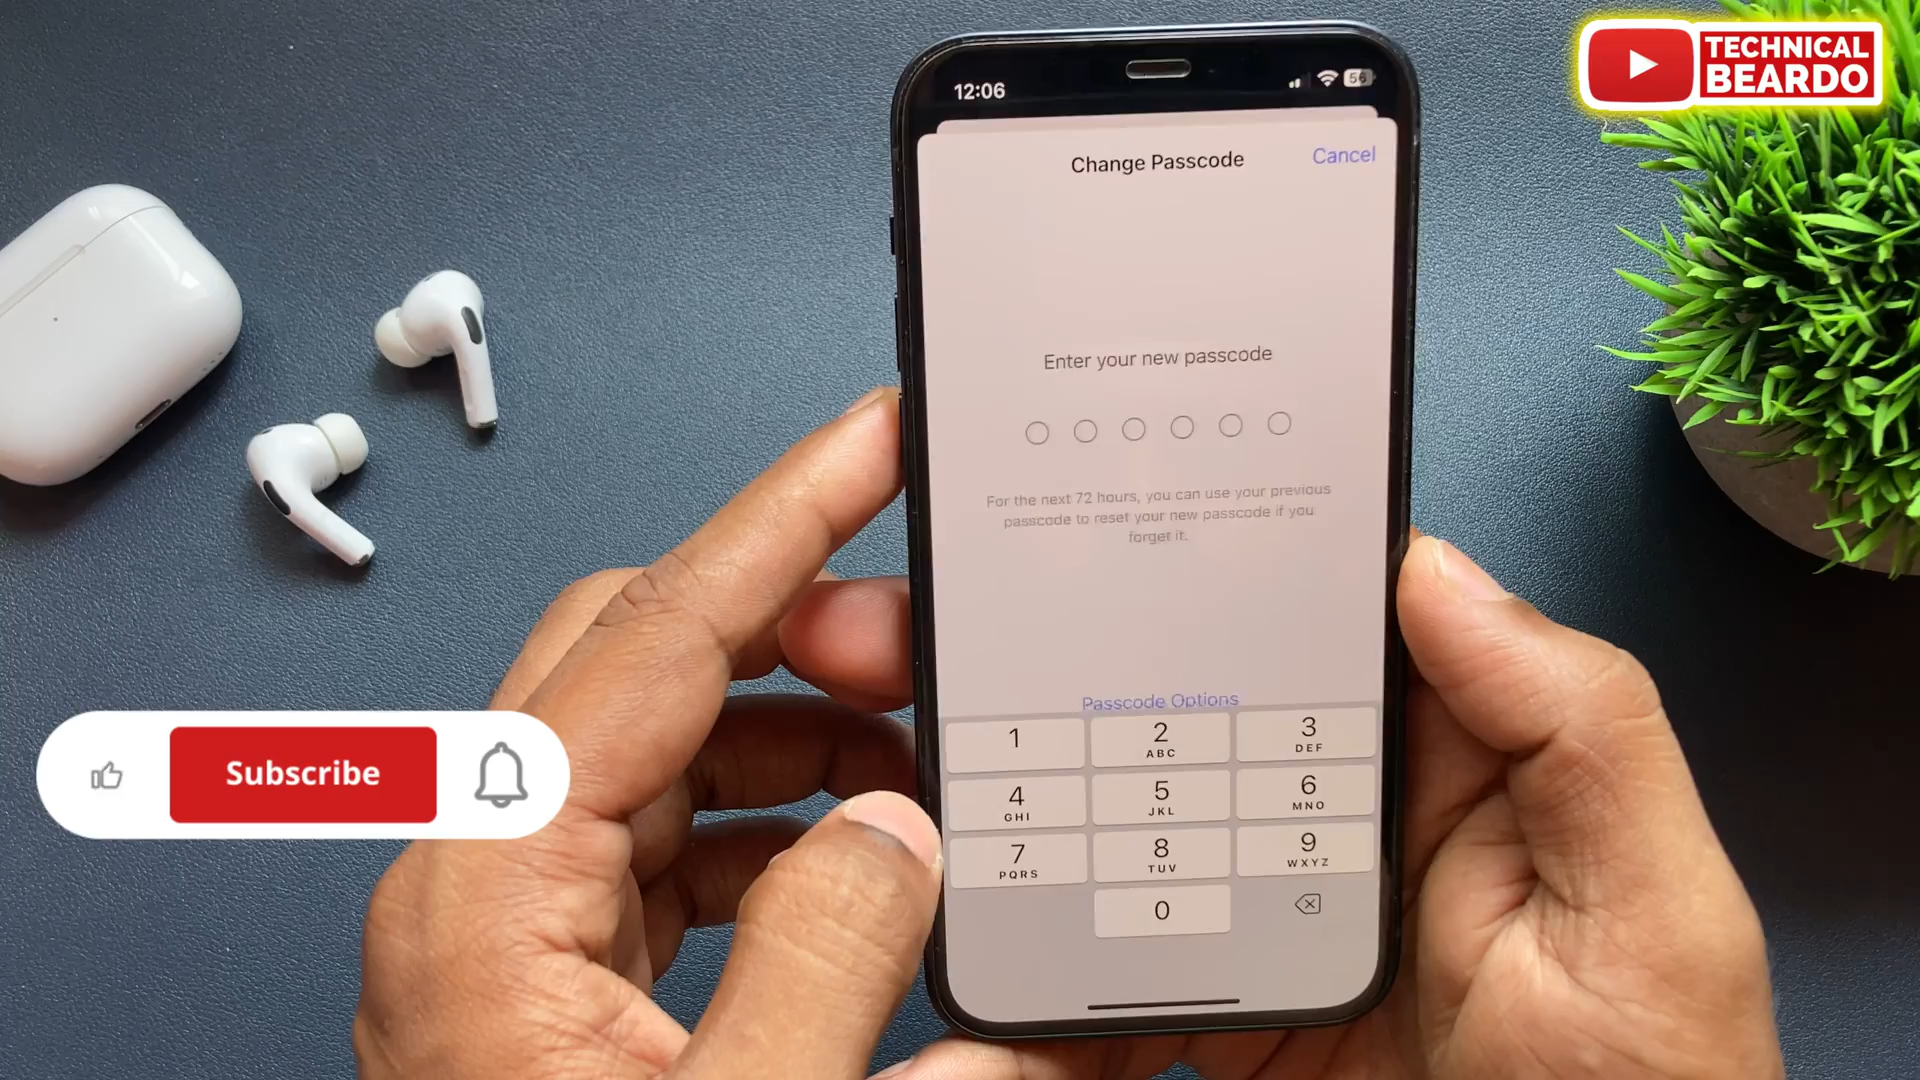 TECHNICAL
BEARDO
12:06
56
Change Passcode
Cancel
Enter your new passcode
For the next 72 hours, you can use your previous
passcode to reset your new passcode if you
forget it.
Passcode Options
1
2
ABC
3
DEF
4
GHI
5
JKL
6
MNO
7
PQRS
8
TUV
9
WXYZ
0
Subscribe